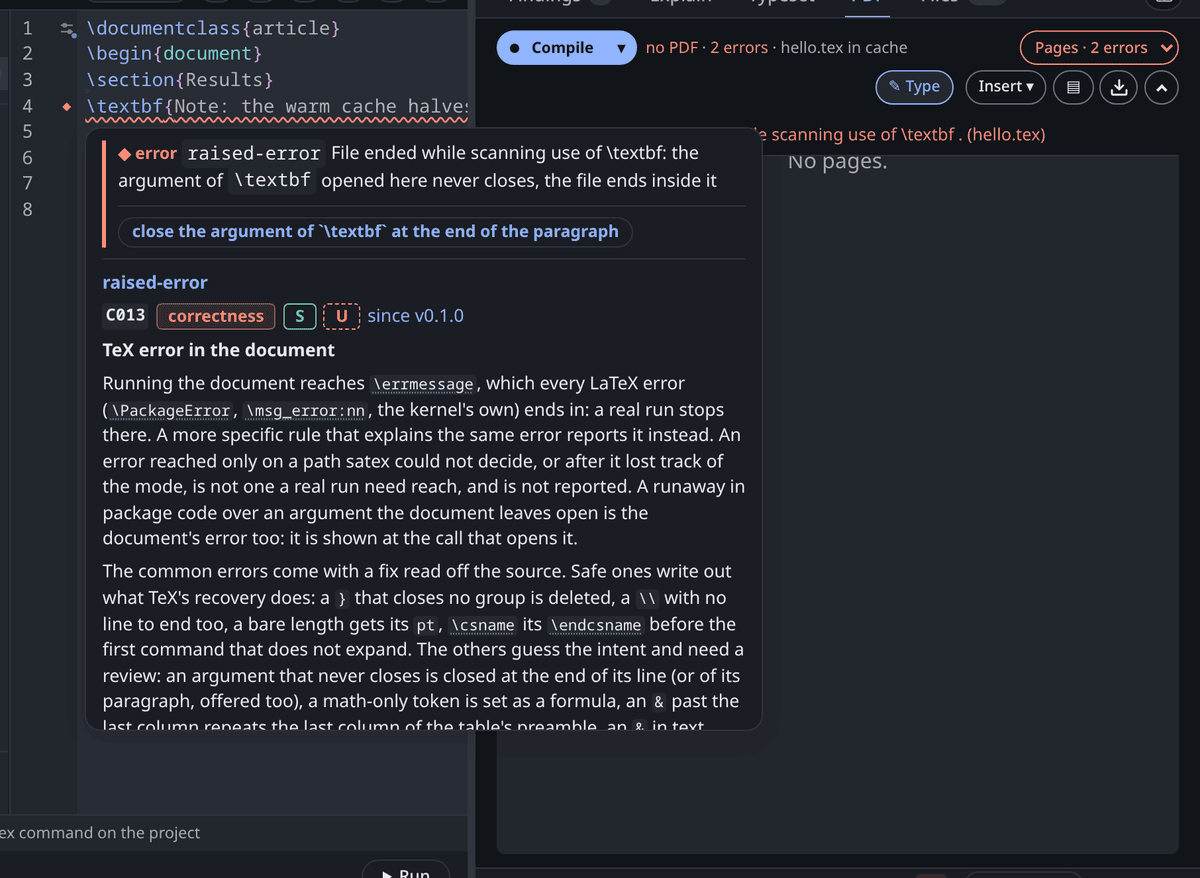 Compile ▼ no PDF · 2 errors · hello.tex in cache Pages · 2 errors
✎ Type Insert ▾
1 \documentclass{article}
2 \begin{document}
3 \section{Results}
4 \textbf{Note: the warm cache halves
5
6
7
8
scanning use of \textbf . (hello.tex)
No pages.
error raised-error File ended while scanning use of \textbf: the
argument of \textbf opened here never closes, the file ends inside it
close the argument of `\textbf` at the end of the paragraph
raised-error
C013 correctness S U since v0.1.0
TeX error in the document
Running the document reaches \errmessage, which every LaTeX error
(\PackageError, \msg_error:nn, the kernel's own) ends in: a real run stops
there. A more specific rule that explains the same error reports it instead. An
error reached only on a path satex could not decide, or after it lost track of
the mode, is not one a real run need reach, and is not reported. A runaway in
package code over an argument the document leaves open is the
document's error too: it is shown at the call that opens it.
The common errors come with a fix read off the source. Safe ones write out
what TeX's recovery does: a } that closes no group is deleted, a \\ with no
line to end too, a bare length gets its pt, \csname its \endcsname before the
first command that does not expand. The others guess the intent and need a
review: an argument that never closes is closed at the end of its line (or of its
paragraph, offered too), a math-only token is set as a formula, an & past the
last column repeats the last column of the table's preamble, an & in text
ex command on the project
▶ Run